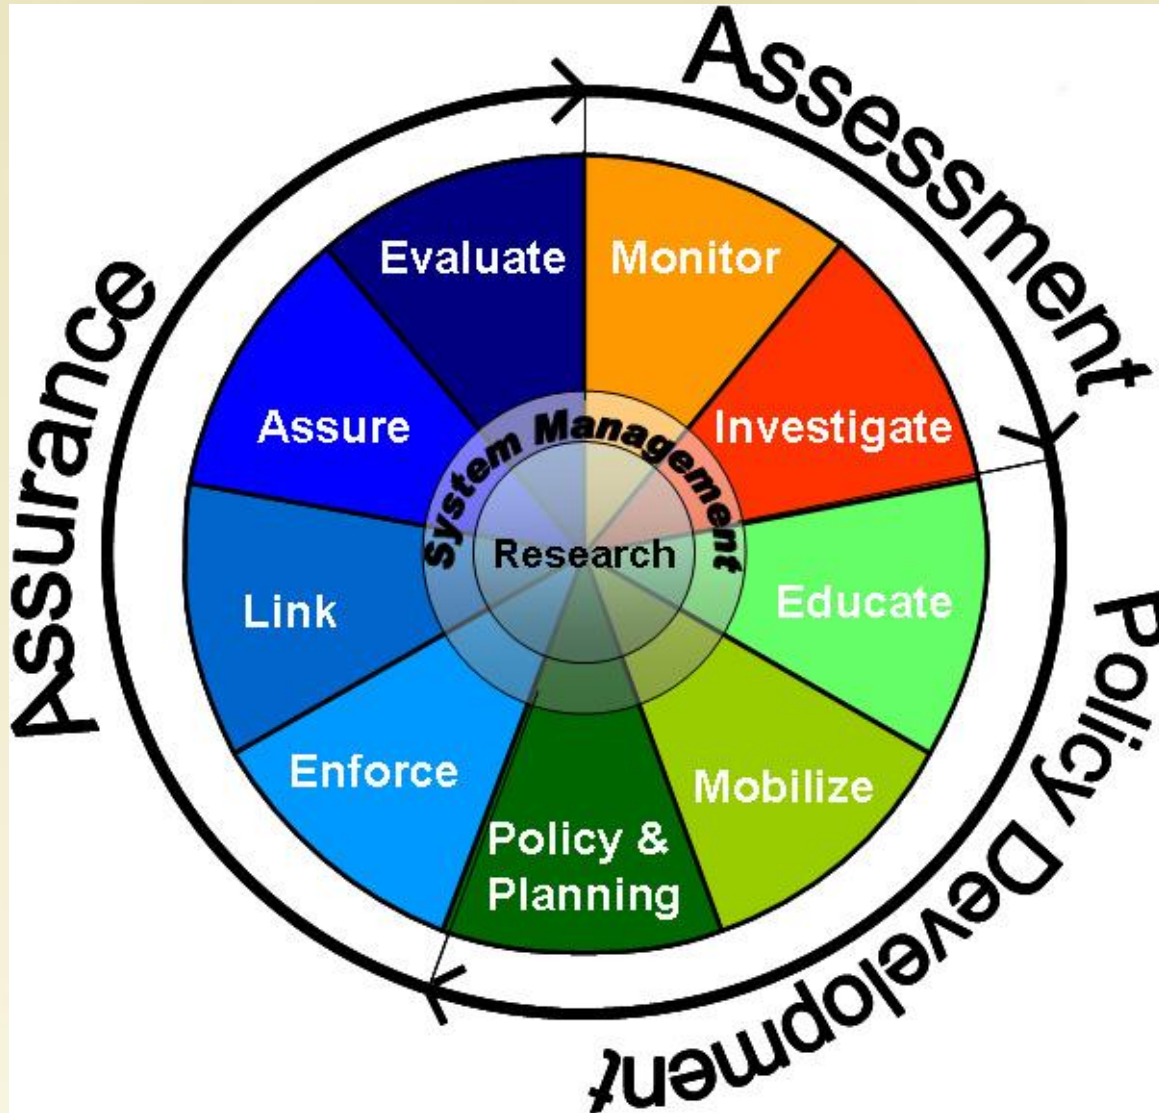 Assessment
Monitor
Investigate
Policy Development
Educate
Mobilize
Policy &
Planning
Assurance
Enforce
Link
Assure
Evaluate
System Management
Research